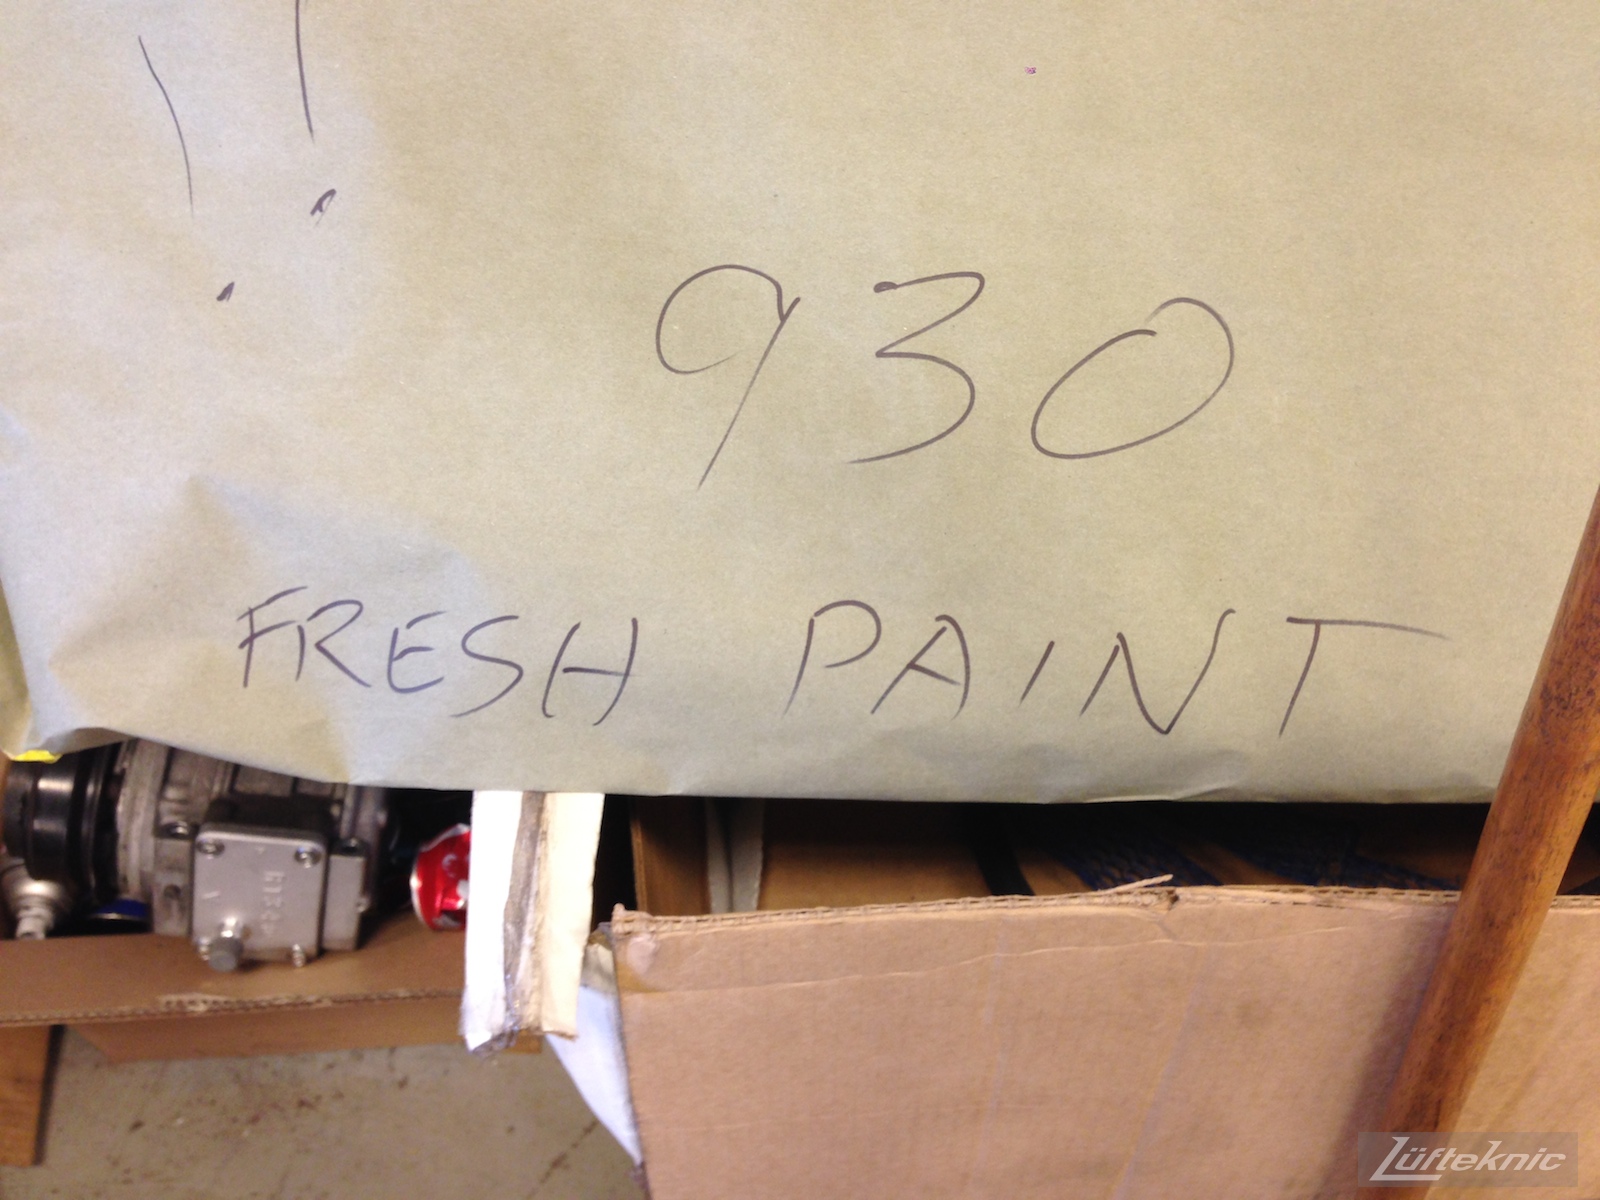 !!
930
FRESH PAINT
Lüfteknic